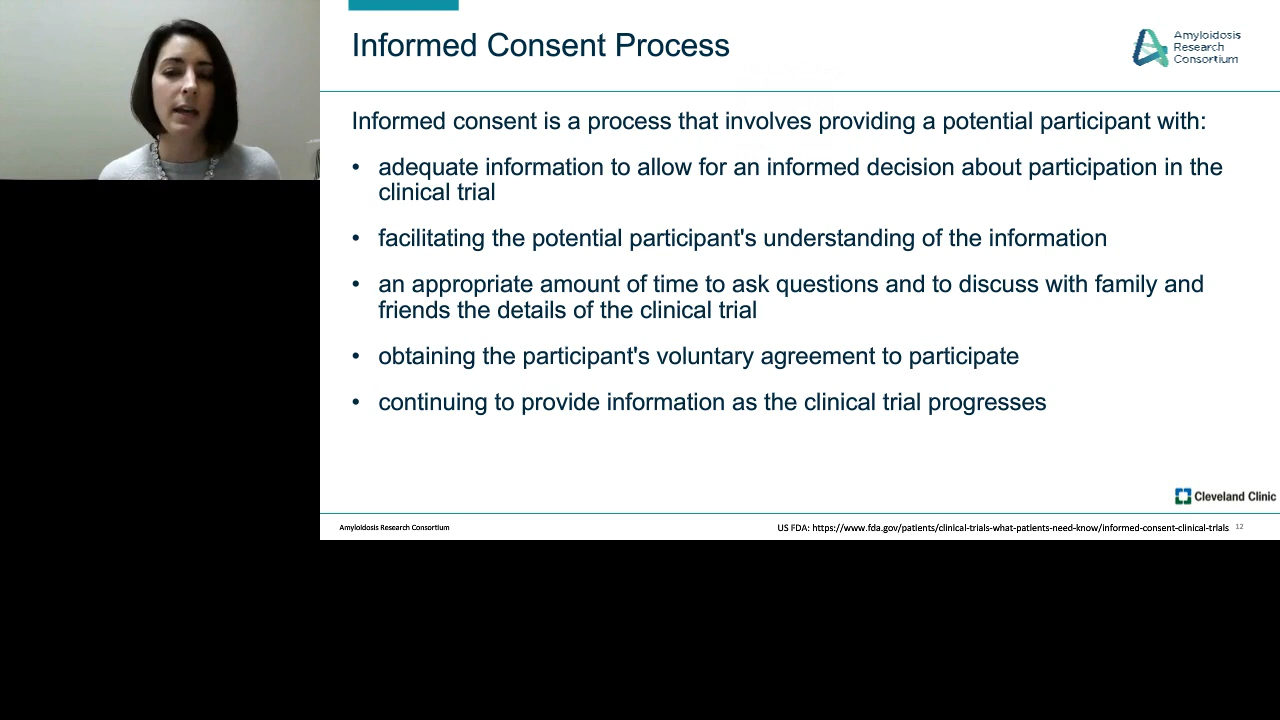 Informed Consent Process
Amyloidosis
Research
Consortium
Informed consent is a process that involves providing a potential participant with:
• adequate information to allow for an informed decision about participation in the
clinical trial
• facilitating the potential participant's understanding of the information
• an appropriate amount of time to ask questions and to discuss with family and
friends the details of the clinical trial
• obtaining the participant's voluntary agreement to participate
• continuing to provide information as the clinical trial progresses
Cleveland Clinic
Amyloidosis Research Consortium
US FDA: https://www.fda.gov/patients/clinical-trials-what-patients-need-know/informed-consent-clinical-trials 12